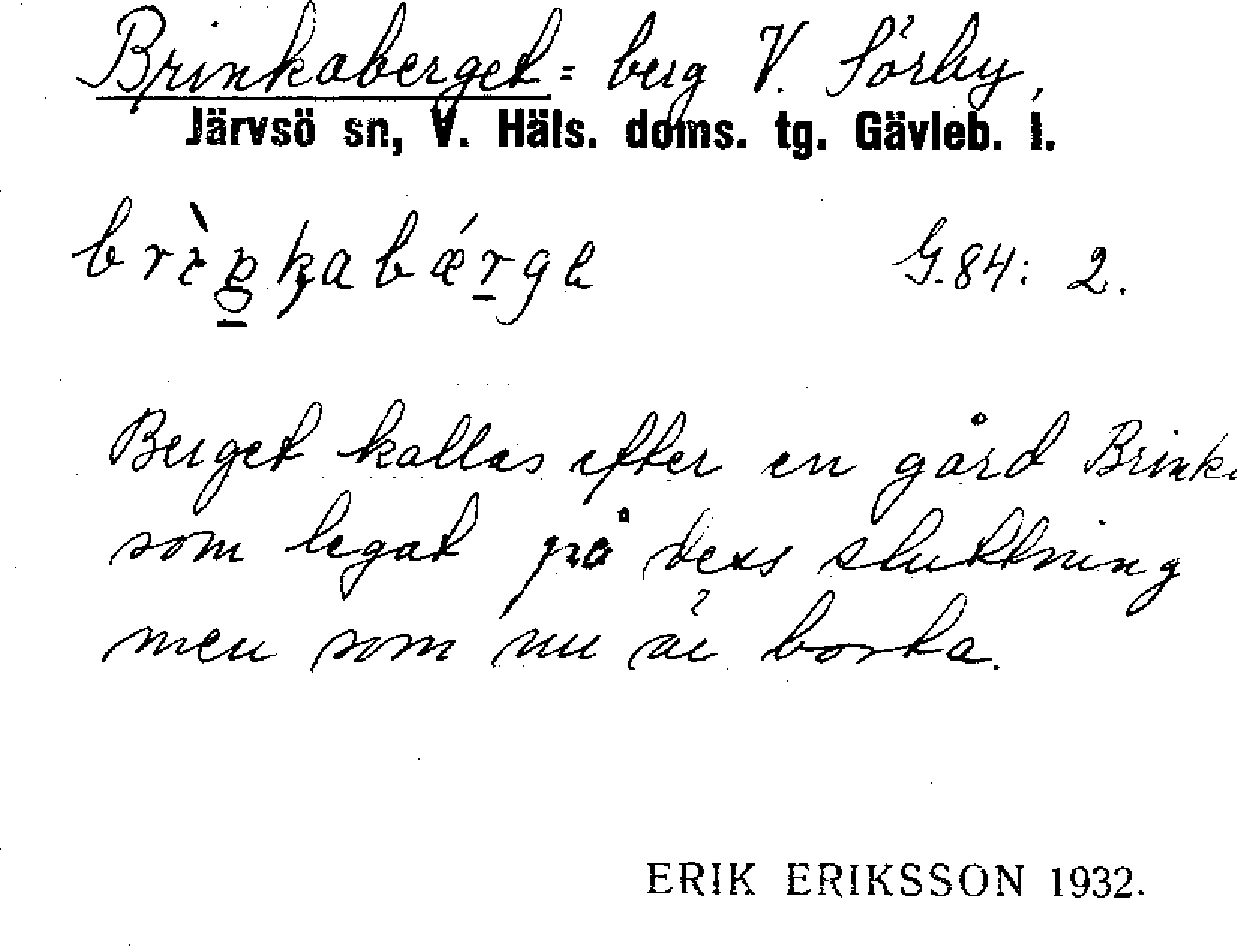 Brinkaberget = berg V. Sörby,
Järvsö sn, V. Häls. doms. tg. Gävleb. l.
G.84: 2.
Berget kallas efter en gård Brink
som legat på dess sluttning
men som nu är borta.
ERIK ERIKSSON 1932.